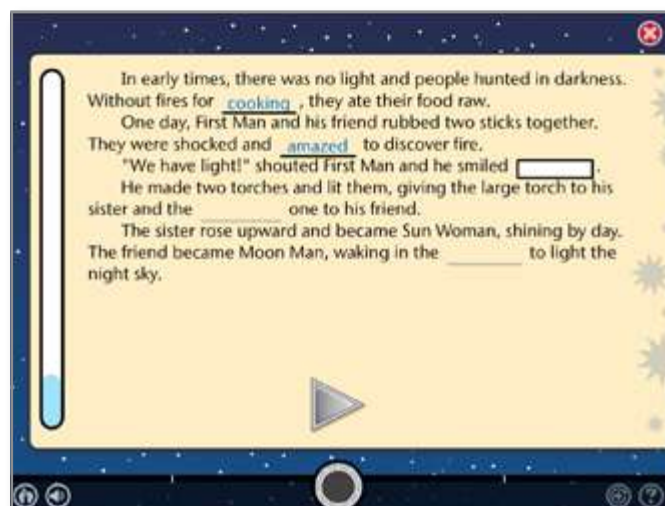 In early times, there was no light and people hunted in darkness.
Without fires for cooking , they ate their food raw.
One day, First Man and his friend rubbed two sticks together.
They were shocked and amazed to discover fire.
"We have light!" shouted First Man and he smiled .
He made two torches and lit them, giving the large torch to his
sister and the one to his friend.
The sister rose upward and became Sun Woman, shining by day.
The friend became Moon Man, waking in the to light the
night sky.
?